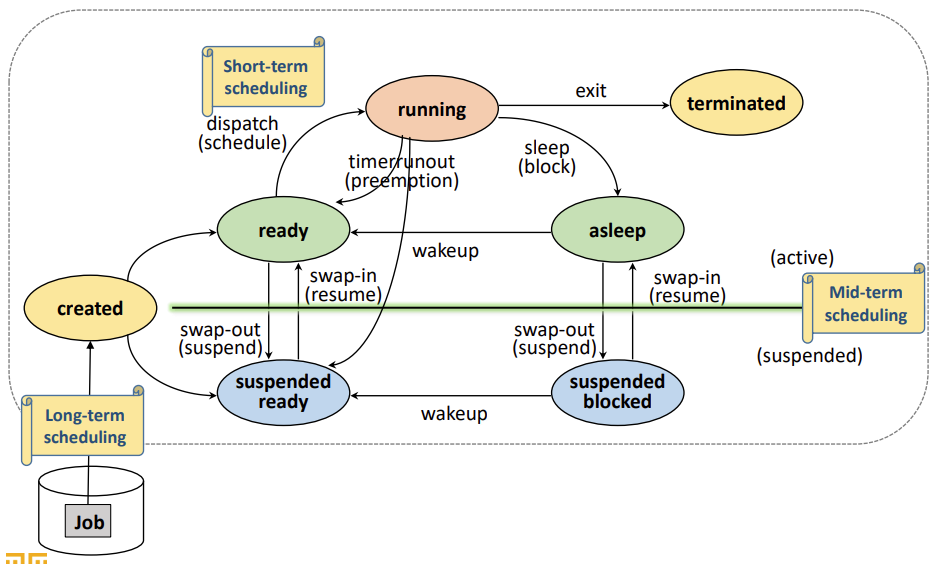 Short-term
scheduling
running
exit
terminated
dispatch
(schedule)
sleep
(block)
timerrunout
(preemption)
ready
asleep
wakeup
(active)
swap-in
(resume)
swap-in
(resume)
Mid-term
scheduling
created
swap-out
(suspend)
swap-out
(suspend)
(suspended)
suspended
ready
suspended
blocked
wakeup
Long-term
scheduling
Job